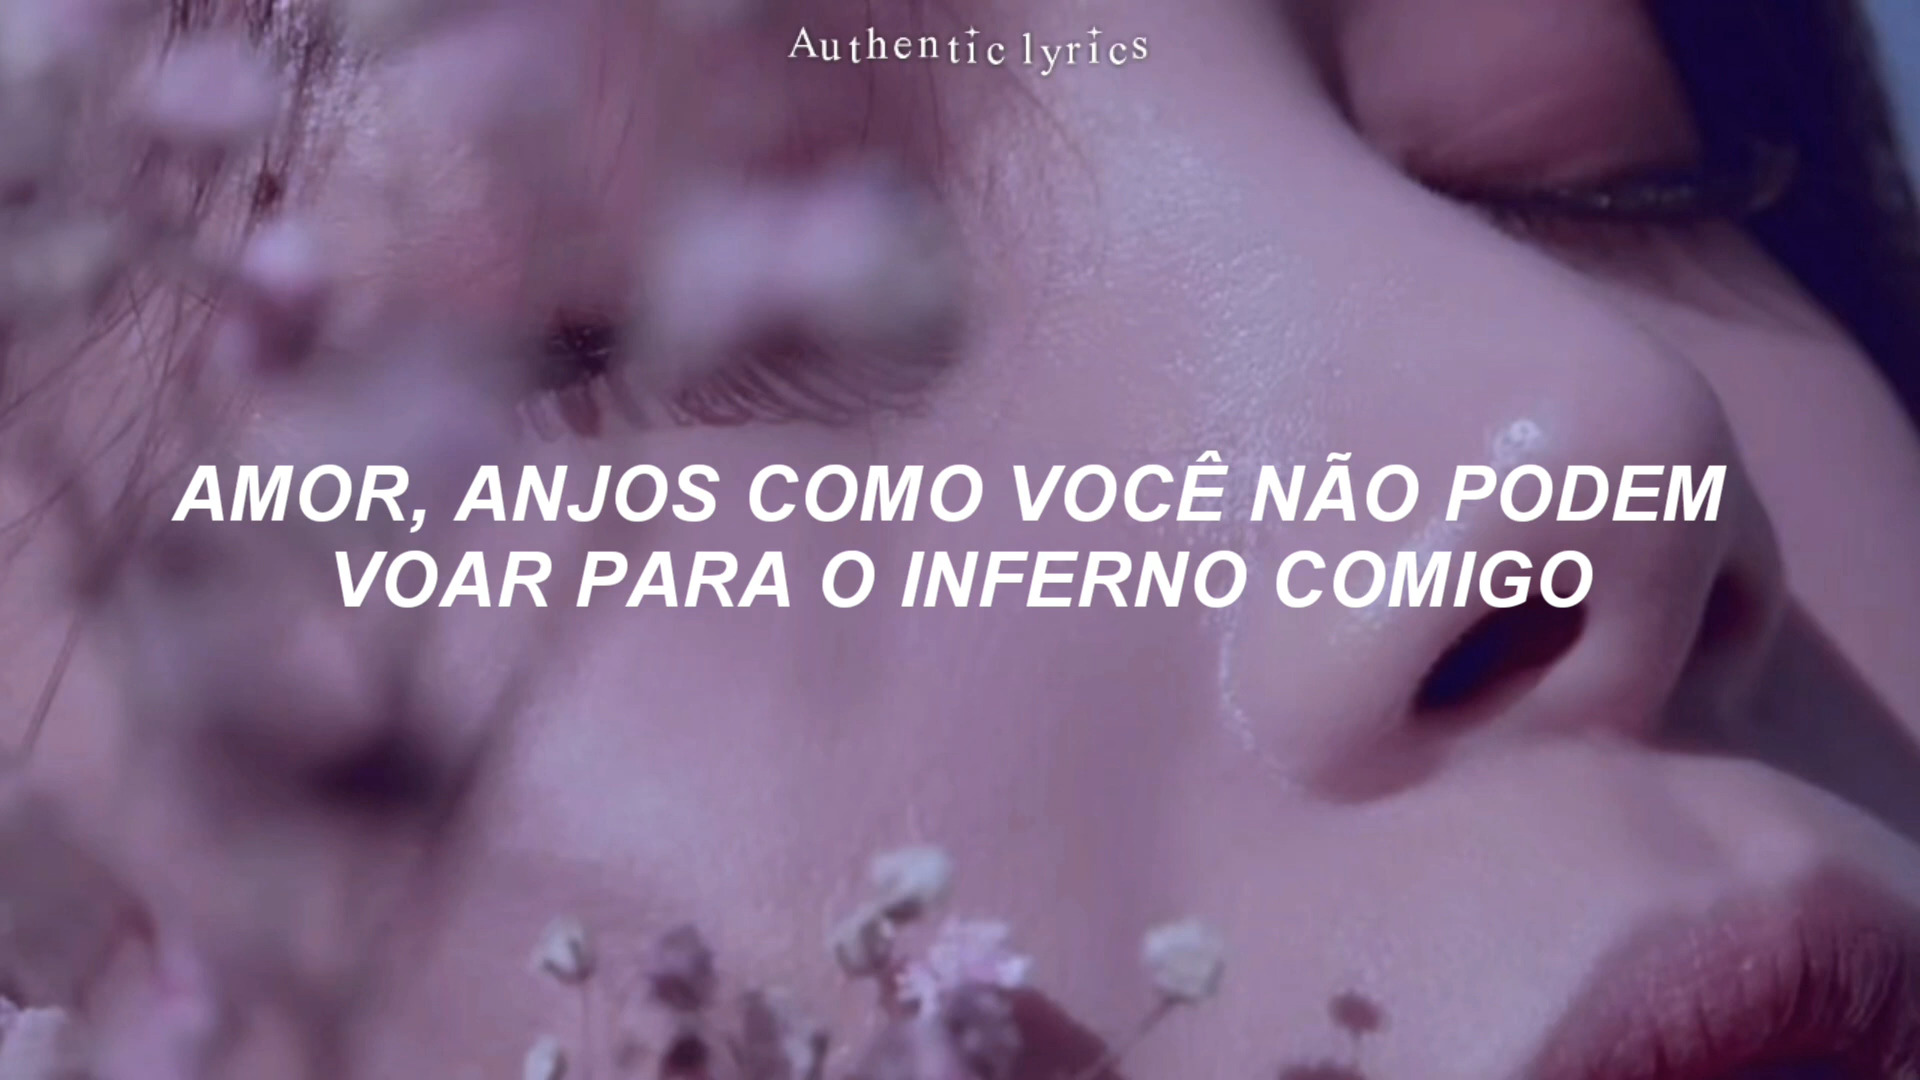 Authentic lyrics
AMOR, ANJOS COMO VOCÊ NÃO PODEM
VOAR PARA O INFERNO COMIGO